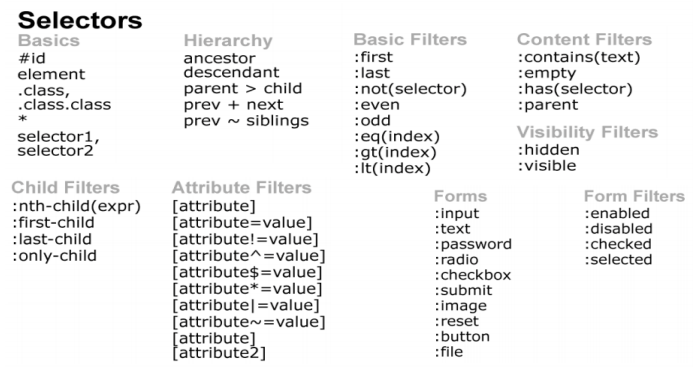 Selectors
Basics
#id
element
.class,
.class.class
*
selector1,
selector2
Hierarchy
ancestor
descendant
parent > child
prev + next
prev ~ siblings
Basic Filters
:first
:last
:not(selector)
:even
:odd
:eq(index)
:gt(index)
:lt(index)
Content Filters
:contains(text)
:empty
:has(selector)
:parent
Visibility Filters
:hidden
:visible
Child Filters
:nth-child(expr)
:first-child
:last-child
:only-child
Attribute Filters
[attribute]
[attribute=value]
[attribute!=value]
[attribute^=value]
[attribute$=value]
[attribute*=value]
[attribute|=value]
[attribute~=value]
[attribute]
[attribute2]
Forms
:input
:text
:password
:radio
:checkbox
:submit
:image
:reset
:button
:file
Form Filters
:enabled
:disabled
:checked
:selected